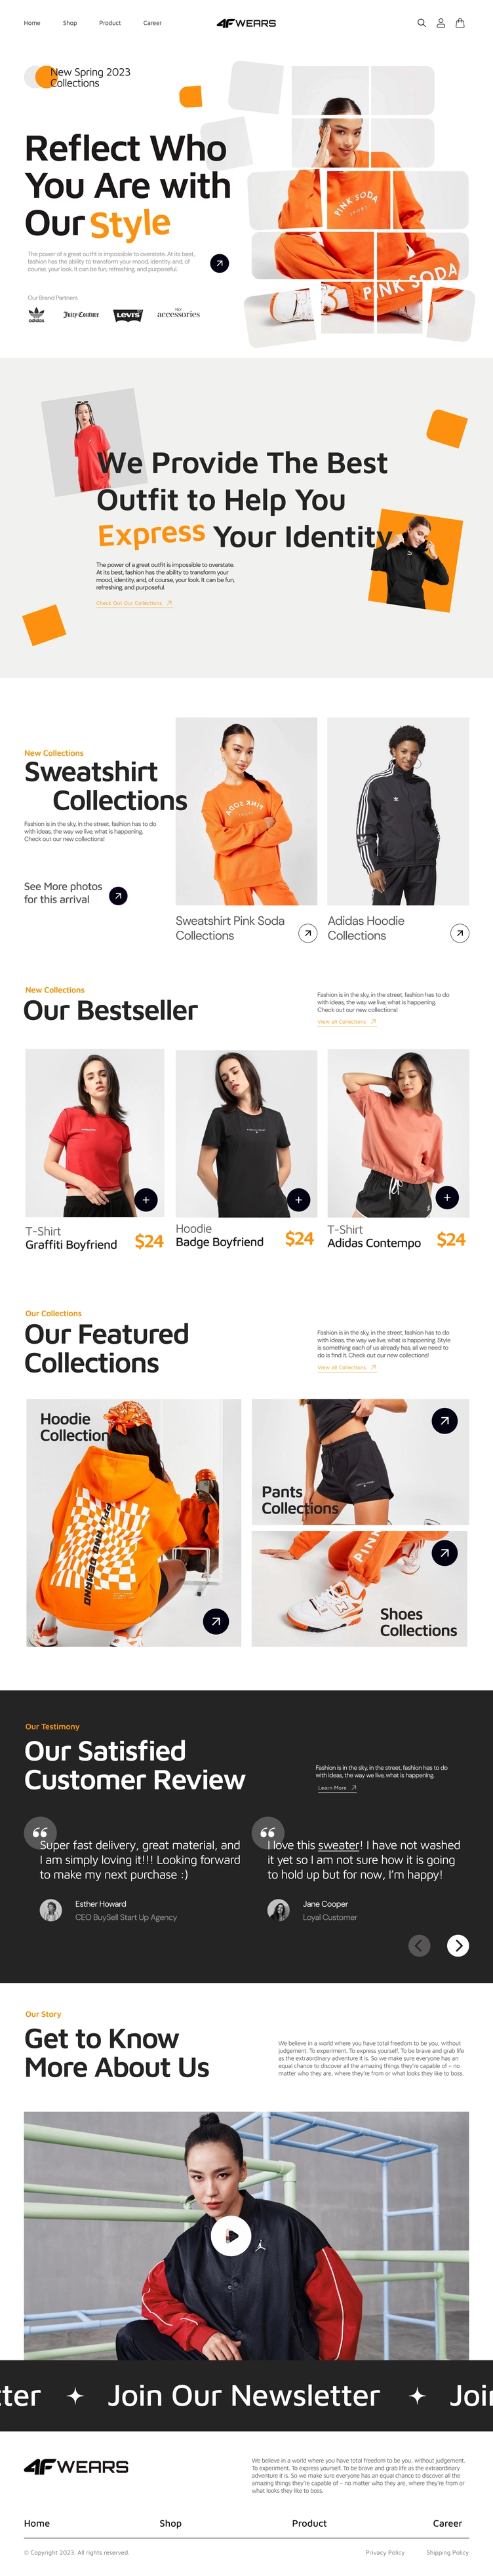 Home
Shop
Product
Career
4F WEARS
New Spring 2023
Collections
Reflect Who
You Are with
Our Style
The power of a great outfit is impossible to overstate. At its best,
fashion has the ability to transform your mood, identity, and, of
course, your look. It can be fun, refreshing, and purposeful.
Our Brand Partners
adidas
Juicy Couture
Levi's
accessories
PINK SODA
SPORT
PINK SODA
We Provide The Best
Outfit to Help You
Express Your Identity
The power of a great outfit is impossible to overstate.
At its best, fashion has the ability to transform your
mood, identity, and, of course, your look. It can be fun,
refreshing, and purposeful.
Check Out Our Collections
New Collections
Sweatshirt
Collections
Fashion is in the sky, in the street, fashion has to do
with ideas, the way we live, what is happening.
Check out our new collections!
See More photos
for this arrival
Sweatshirt Pink Soda
Collections
Adidas Hoodie
Collections
New Collections
Our Bestseller
Fashion is in the sky, in the street, fashion has to do
with ideas, the way we live, what is happening.
Check out our new collections!
View all Collections
T-Shirt
Graffiti Boyfriend
$24
Hoodie
Badge Boyfriend
$24
T-Shirt
Adidas Contempo
$24
Our Collections
Our Featured
Collections
Fashion is in the sky, in the street, fashion has to do
with ideas, the way we live, what is happening. Style
is something each of us already has, all we need to
do is find it. Check out our new collections!
View all Collections
Hoodie
Collection
PPLY AND DEMAND
Pants
Collections
PINK
Shoes
Collections
Our Testimony
Our Satisfied
Customer Review
Fashion is in the sky, in the street, fashion has to do
with ideas, the way we live, what is happening.
Learn More
Super fast delivery, great material, and
I am simply loving it!!! Looking forward
to make my next purchase :)
Esther Howard
CEO BuySell Start Up Agency
I love this sweater! I have not washed
it yet so I am not sure how it is going
to hold up but for now, I'm happy!
Jane Cooper
Loyal Customer
Our Story
Get to Know
More About Us
We believe in a world where you have total freedom to be you, without
judgement. To experiment. To express yourself. To be brave and grab life
as the extraordinary adventure it is. So we make sure everyone has an
equal chance to discover all the amazing things they're capable of – no
matter who they are, where they're from or what looks they like to boss.
tter
Join Our Newsletter
Join
4F WEARS
We believe in a world where you have total freedom to be you, without judgement.
To experiment. To express yourself. To be brave and grab life as the extraordinary
adventure it is. So we make sure everyone has an equal chance to discover all the
amazing things they're capable of – no matter who they are, where they're from or
what looks they like to boss.
Home
Shop
Product
Career
© Copyright 2023. All rights reserved.
Privacy Policy
Shipping Policy